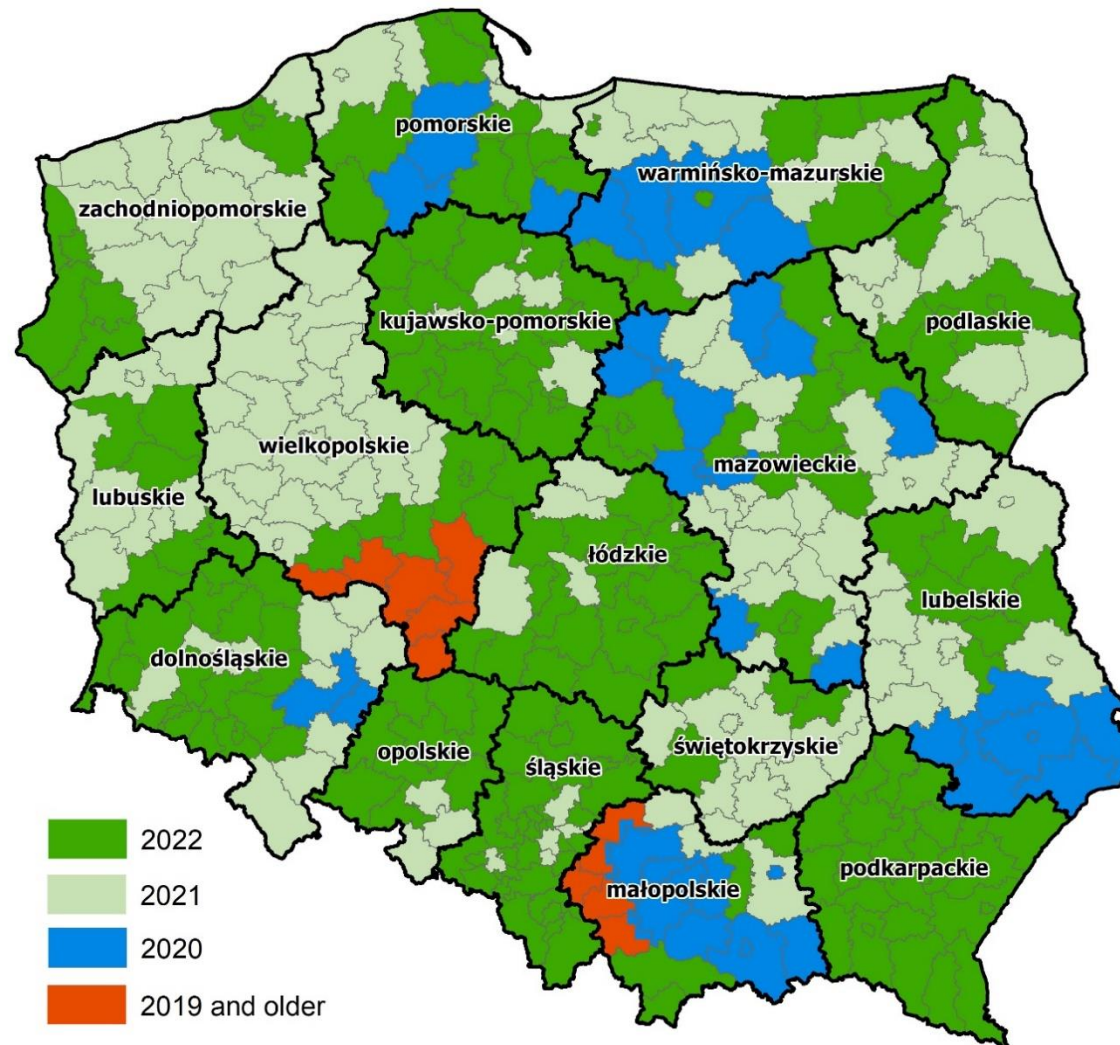 pomorskie
warmińsko-mazurskie
zachodniopomorskie
kujawsko-pomorskie
podlaskie
wielkopolskie
mazowieckie
lubuskie
łódzkie
lubelskie
dolnośląskie
opolskie
śląskie
świętokrzyskie
małopolskie
podkarpackie
2022
2021
2020
2019 and older